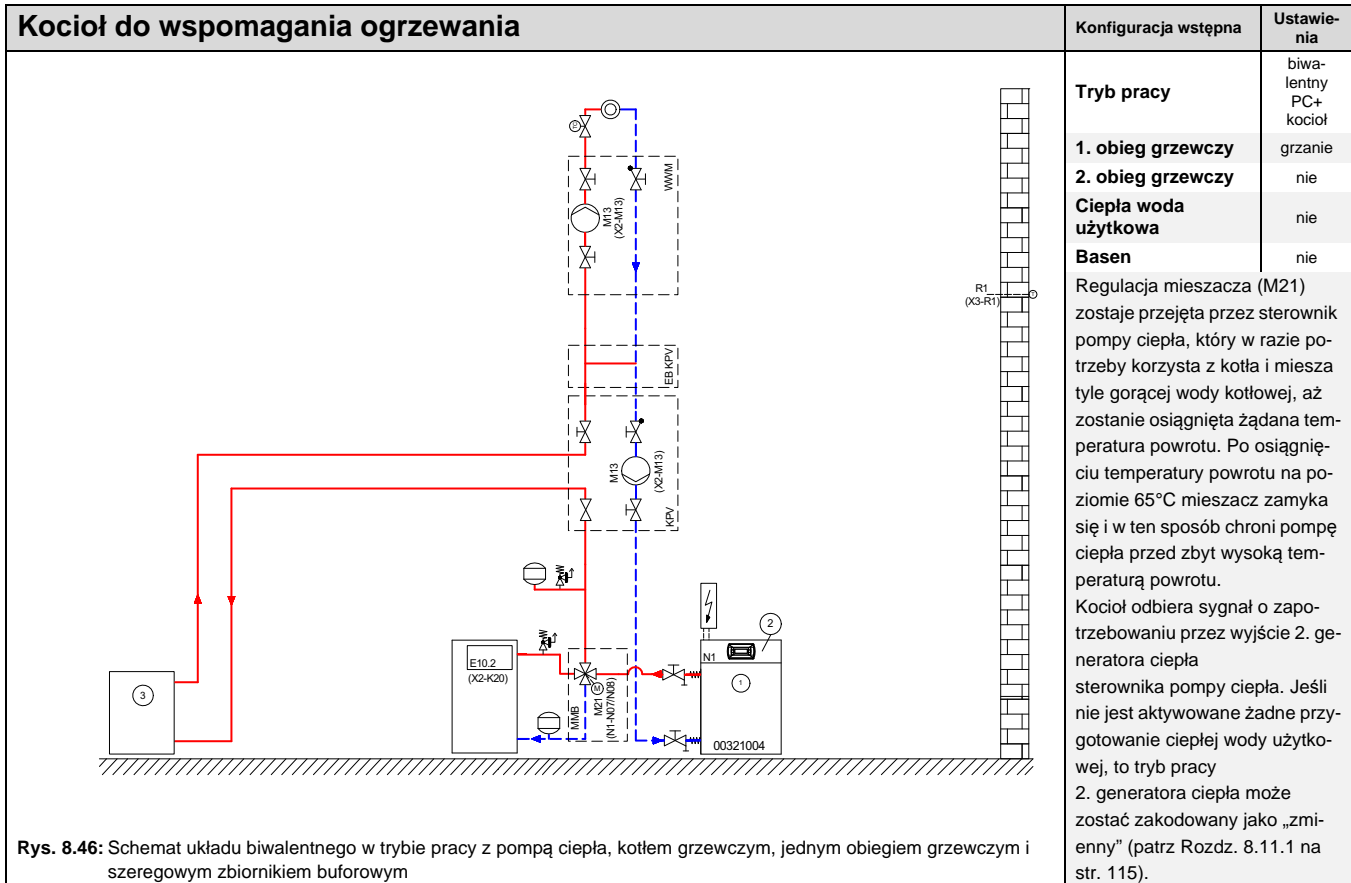 Kocioł do wspomagania ogrzewania
Konfiguracja wstępna
Ustawie-
nia
Tryb pracy
biwa-
lentny
PC+
kocioł
1. obieg grzewczy
grzanie
2. obieg grzewczy
nie
Ciepła woda
użytkowa
nie
Basen
nie
Regulacja mieszacza (M21)
zostaje przejęta przez sterownik
pompy ciepła, który w razie po-
trzeby korzysta z kotła i miesza
tyle gorącej wody kotłowej, aż
zostanie osiągnięta żądana tem-
peratura powrotu. Po osiągnię-
ciu temperatury powrotu na po-
ziomie 65°C mieszacz zamyka
się i w ten sposób chroni pompę
ciepła przed zbyt wysoką tem-
peraturą powrotu.
Kocioł odbiera sygnał o zapo-
trzebowaniu przez wyjście 2. ge-
neratora ciepła
sterownika pompy ciepła. Jeśli
nie jest aktywowane żadne przy-
gotowanie ciepłej wody użytko-
wej, to tryb pracy
2. generatora ciepła może
zostać zakodowany jako „zmi-
enny” (patrz Rozdz. 8.11.1 na
str. 115).
WWM
M13
(X2-M13)
R1
(X3-R1)
T
EB KPV
M13
(X2-M13)
KPV
E10.2
(X2-K20)
MMB
M
M21
(N1-N07/N08)
N1
1
2
3
00321004
Rys. 8.46: Schemat układu biwalentnego w trybie pracy z pompą ciepła, kotłem grzewczym, jednym obiegiem grzewczym i
szeregowym zbiornikiem buforowym